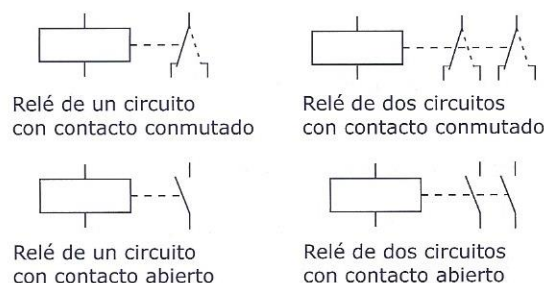 Relé de un circuito
con contacto conmutado
Relé de dos circuitos
con contacto conmutado
Relé de un circuito
con contacto abierto
Relé de dos circuitos
con contacto abierto